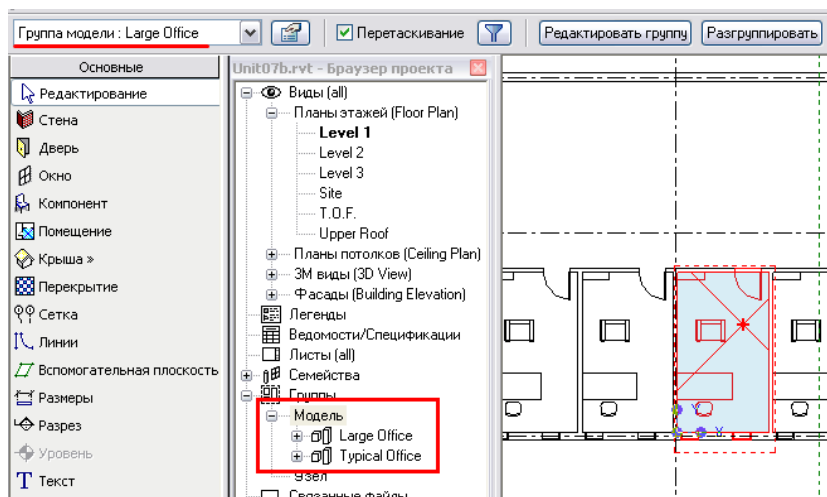 Группа модели : Large Office
Перетаскивание
Редактировать группу
Разгруппировать
Основные
Редактирование
Стена
Дверь
Окно
Компонент
Помещение
Крыша »
Перекрытие
Сетка
Линии
Вспомогательная плоскость
Размеры
Разрез
Уровень
Текст
Unit07b.rvt - Браузер проекта
Виды (all)
Планы этажей (Floor Plan)
Level 1
Level 2
Level 3
Site
T.O.F.
Upper Roof
Планы потолков (Ceiling Plan)
3М виды (3D View)
Фасады (Building Elevation)
Легенды
Ведомости/Спецификации
Листы (all)
Семейства
Группы
Модель
Large Office
Typical Office
Узел
Связанные файлы
Y
X